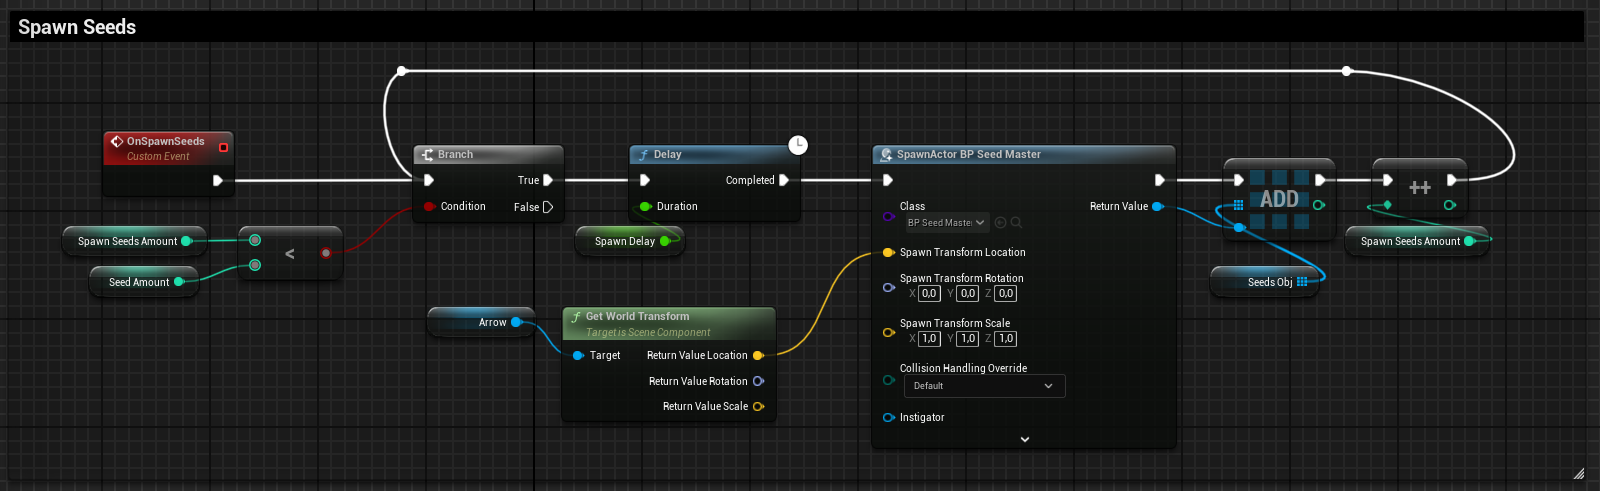 Spawn Seeds
OnSpawnSeeds
Custom Event
Branch
True
Condition
False
Delay
Completed
Duration
SpawnActor BP Seed Master
Class
BP Seed Master
Return Value
Spawn Transform Location
Spawn Transform Rotation
X 0,0 Y 0,0 Z 0,0
Spawn Transform Scale
X 1,0 Y 1,0 Z 1,0
Collision Handling Override
Default
Instigator
ADD
++
Spawn Seeds Amount
Seed Amount
<
Spawn Delay
Spawn Seeds Amount
Seeds Obj
Arrow
Get World Transform
Target is Scene Component
Target
Return Value Location
Return Value Rotation
Return Value Scale